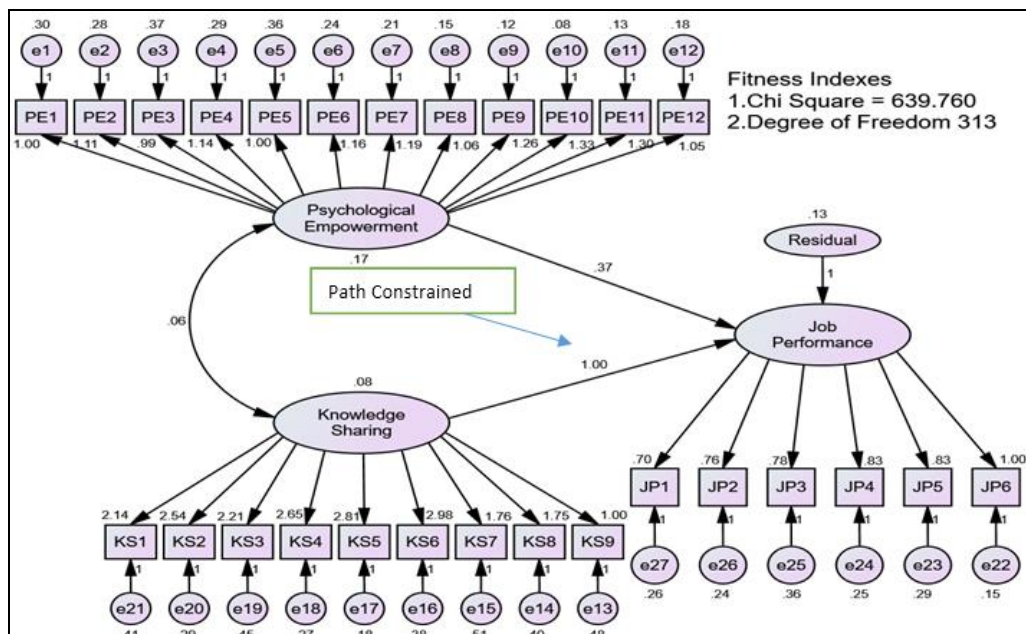 .30 .28 .37 .29 .36 .24 .21 .15 .12 .08 .13 .18
e1 e2 e3 e4 e5 e6 e7 e8 e9 e10 e11 e12
1 1 1 1 1 1 1 1 1 1 1 1
PE1 PE2 PE3 PE4 PE5 PE6 PE7 PE8 PE9 PE10 PE11 PE12
Fitness Indexes
1.Chi Square = 639.760
2.Degree of Freedom 313
1.00 1.11 .99 1.14 1.00 1.16 1.19 1.06 1.26 1.33 1.30 1.05
Psychological
Empowerment
.17
.13
Residual
1
.37
Path Constrained
.06
Job
Performance
1.00
.08
Knowledge
Sharing
.70 .76 .78 .83 .83 1.00
JP1 JP2 JP3 JP4 JP5 JP6
1 1 1 1 1 1
e27 e26 e25 e24 e23 e22
.26 .24 .36 .25 .29 .15
2.14 2.54 2.21 2.65 2.81 2.98 1.76 1.75 1.00
KS1 KS2 KS3 KS4 KS5 KS6 KS7 KS8 KS9
1 1 1 1 1 1 1 1 1
e21 e20 e19 e18 e17 e16 e15 e14 e13